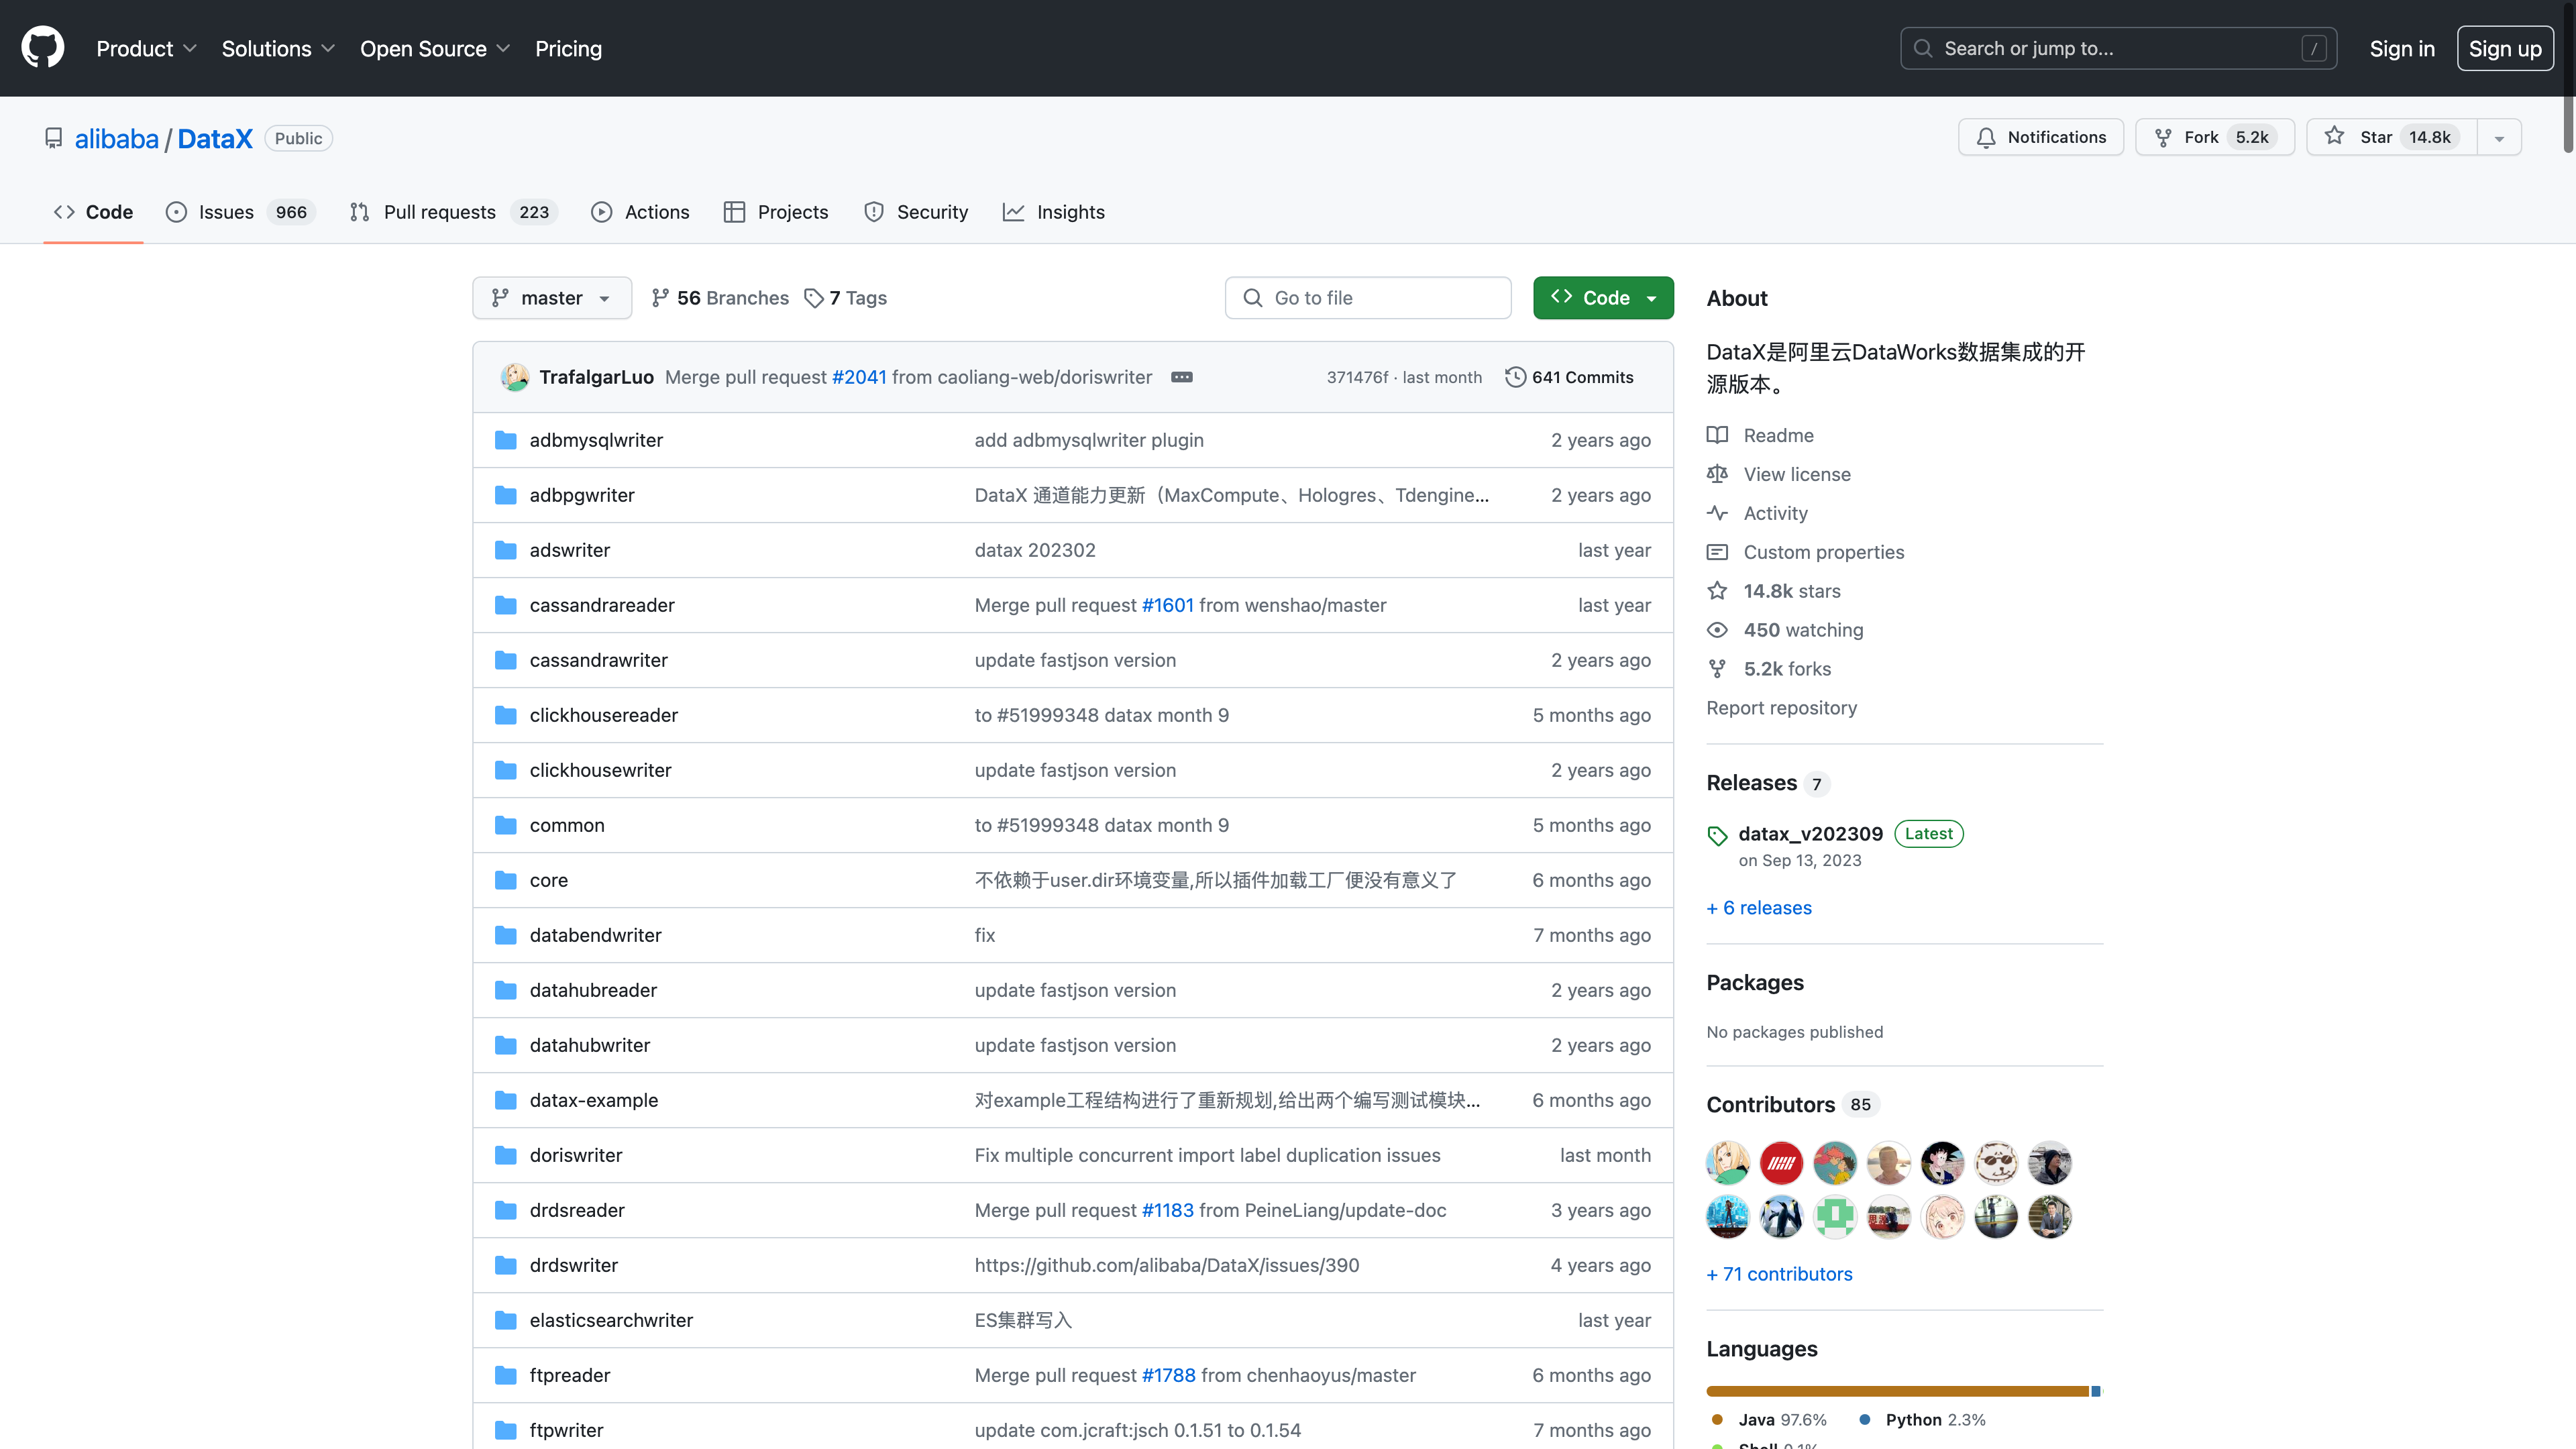 Product Solutions Open Source Pricing Search or jump to... / Sign in Sign up
alibaba / DataX Public Notifications Fork 5.2k Star 14.8k
Code Issues 966 Pull requests 223 Actions Projects Security Insights
master 56 Branches 7 Tags Go to file Code
TrafalgarLuo Merge pull request #2041 from caoliang-web/doriswriter 371476f · last month 641 Commits
adbmysqlwriter add adbmysqlwriter plugin 2 years ago
adbpgwriter DataX 通道能力更新（MaxCompute、Hologres、Tdengine... 2 years ago
adswriter datax 202302 last year
cassandrareader Merge pull request #1601 from wenshao/master last year
cassandrawriter update fastjson version 2 years ago
clickhousereader to #51999348 datax month 9 5 months ago
clickhousewriter update fastjson version 2 years ago
common to #51999348 datax month 9 5 months ago
core 不依赖于user.dir环境变量,所以插件加载工厂便没有意义了 6 months ago
databendwriter fix 7 months ago
datahubreader update fastjson version 2 years ago
datahubwriter update fastjson version 2 years ago
datax-example 对example工程结构进行了重新规划,给出两个编写测试模块... 6 months ago
doriswriter Fix multiple concurrent import label duplication issues last month
drdsreader Merge pull request #1183 from PeineLiang/update-doc 3 years ago
drdswriter https://github.com/alibaba/DataX/issues/390 4 years ago
elasticsearchwriter ES集群写入 last year
ftpreader Merge pull request #1788 from chenhaoyus/master 6 months ago
ftpwriter update com.jcraft:jsch 0.1.51 to 0.1.54 7 months ago
About
DataX是阿里云DataWorks数据集成的开
源版本。
Readme
View license
Activity
Custom properties
14.8k stars
450 watching
5.2k forks
Report repository
Releases 7
datax_v202309 Latest
on Sep 13, 2023
+ 6 releases
Packages
No packages published
Contributors 85
+ 71 contributors
Languages
Java 97.6% Python 2.3%
Shell 0.1%